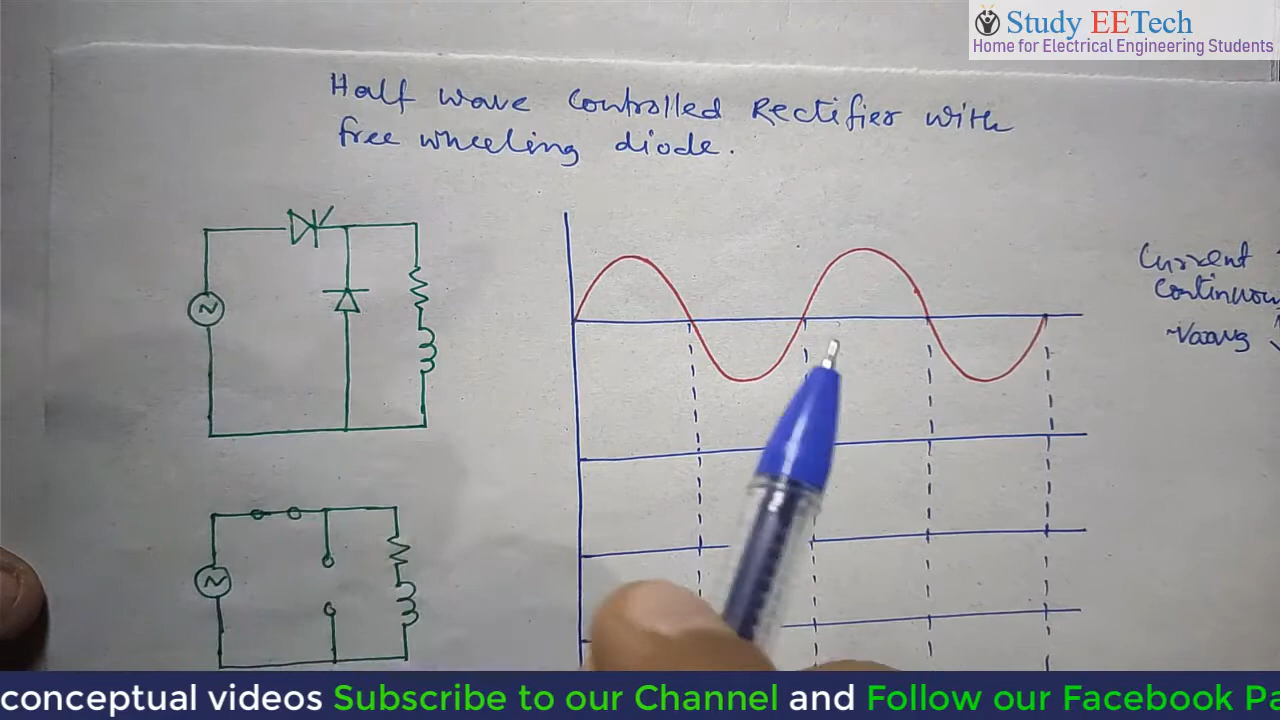 Study EETech
Home for Electrical Engineering Students
Half wave controlled Rectifier with
free wheeling diode.
Current
Continuou
conceptual videos Subscribe to our Channel and Follow our Facebook Pa